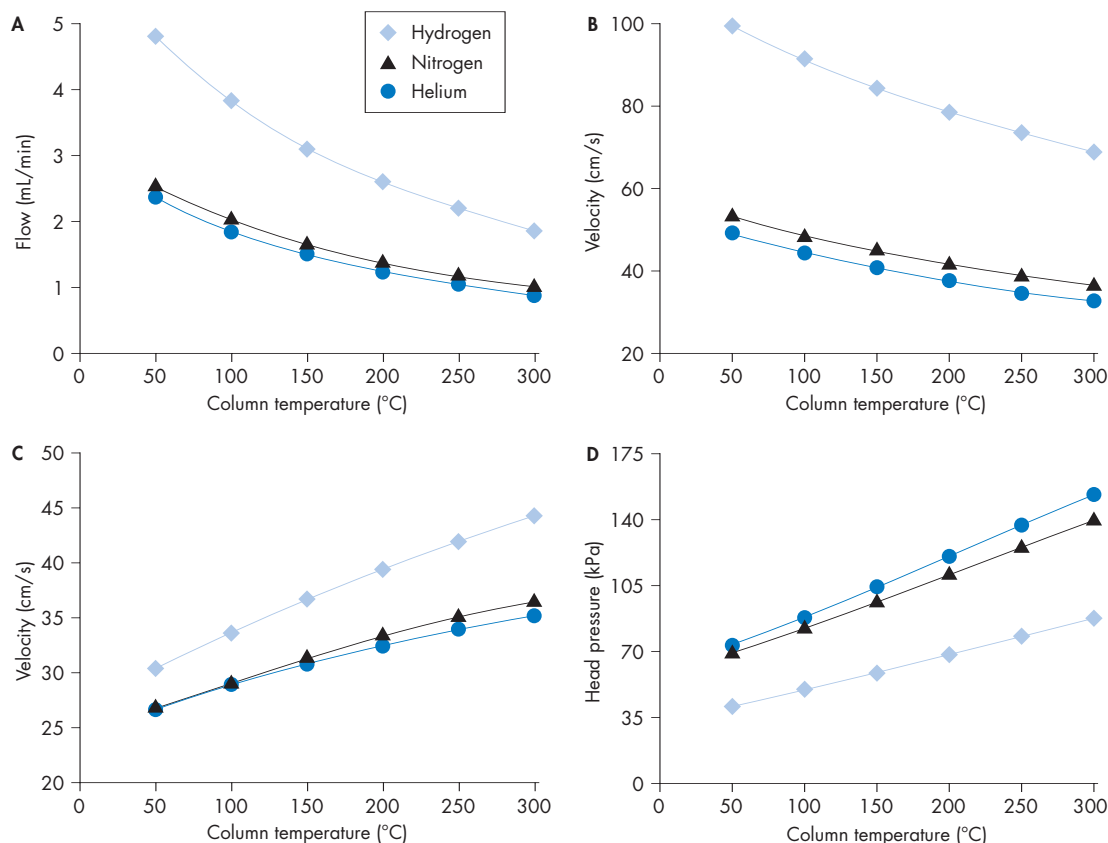 A
5
4
3
2
1
0
Flow (mL/min)
0 50 100 150 200 250 300
Column temperature (°C)
Hydrogen
Nitrogen
Helium
B
100
80
60
40
20
Velocity (cm/s)
0 50 100 150 200 250 300
Column temperature (°C)
C
50
45
40
35
30
25
20
Velocity (cm/s)
0 50 100 150 200 250 300
Column temperature (°C)
D
175
140
105
70
35
0
Head pressure (kPa)
0 50 100 150 200 250 300
Column temperature (°C)